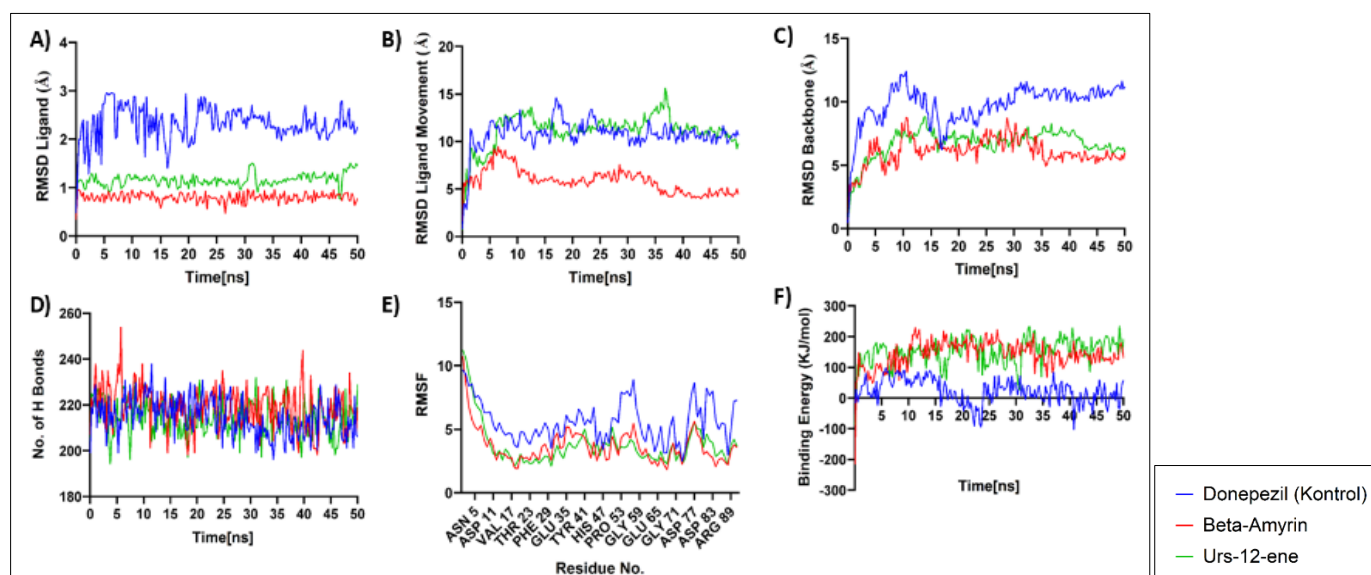 A)
RMSD Ligand (Å)
4
3
2
1
0
0 5 10 15 20 25 30 35 40 45 50
Time[ns]
B)
RMSD Ligand Movement (Å)
20
15
10
5
0
0 5 10 15 20 25 30 35 40 45 50
Time[ns]
C)
RMSD Backbone (Å)
15
10
5
0
0 5 10 15 20 25 30 35 40 45 50
Time[ns]
D)
No. of H Bonds
260
240
220
200
180
0 5 10 15 20 25 30 35 40 45 50
Time[ns]
E)
RMSF
15
10
5
0
ASN 5
ASP 11
VAL 17
THR 23
PHE 29
GLU 35
TYR 41
HIS 47
PRO 53
GLY 59
GLU 65
GLY 71
ASP 77
ASP 83
ARG 89
Residue No.
F)
Binding Energy (KJ/mol)
300
200
100
0
-100
-200
-300
5 10 15 20 25 30 35 40 45 50
Time[ns]
Donepezil (Kontrol)
Beta-Amyrin
Urs-12-ene